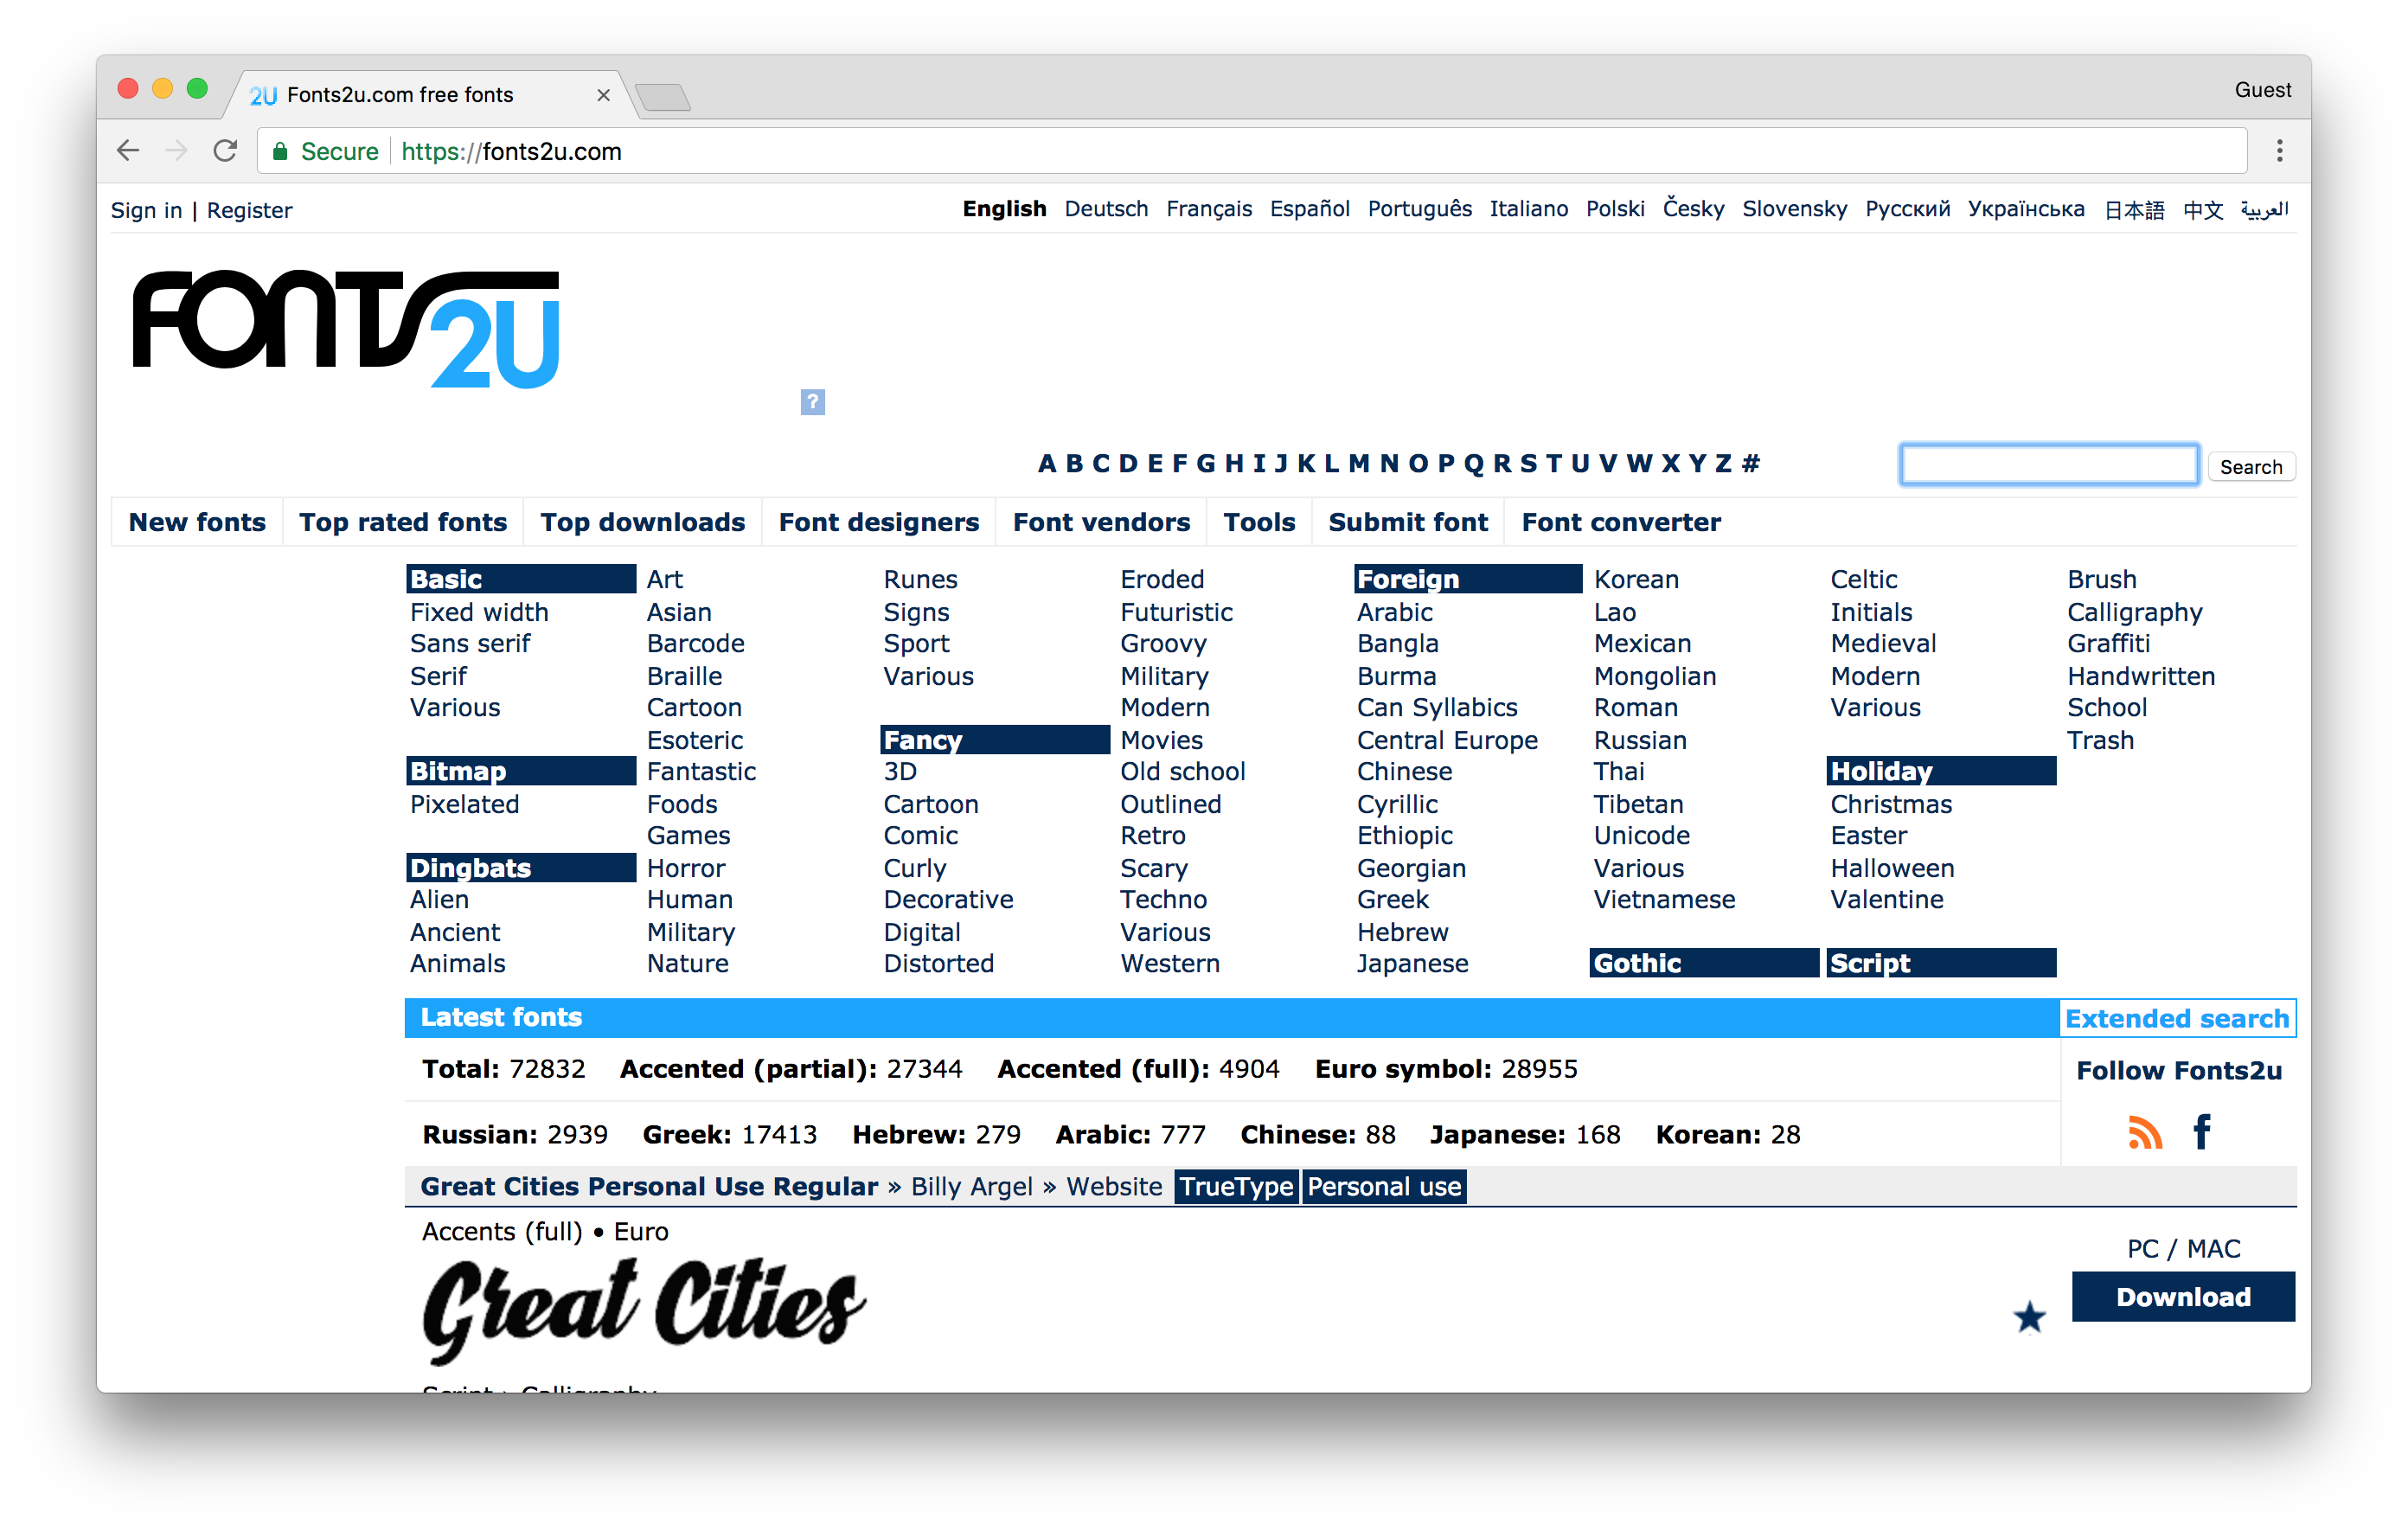 2U Fonts2u.com free fonts
Guest
Secure https://fonts2u.com
Sign in | Register
English Deutsch Français Español Português Italiano Polski Česky Slovensky Русский Українська 日本語 中文 العربية
FONTS2U
?
A B C D E F G H I J K L M N O P Q R S T U V W X Y Z #
Search
New fonts Top rated fonts Top downloads Font designers Font vendors Tools Submit font Font converter
Basic Art Runes Eroded Foreign Korean Celtic Brush
Fixed width Asian Signs Futuristic Arabic Lao Initials Calligraphy
Sans serif Barcode Sport Groovy Bangla Mexican Medieval Graffiti
Serif Braille Various Military Burma Mongolian Modern Handwritten
Various Cartoon Modern Can Syllabics Roman Various School
Esoteric Fancy Movies Central Europe Russian Trash
Bitmap Fantastic 3D Old school Chinese Thai Holiday
Pixelated Foods Cartoon Outlined Cyrillic Tibetan Christmas
Games Comic Retro Ethiopic Unicode Easter
Dingbats Horror Curly Scary Georgian Various Halloween
Alien Human Decorative Techno Greek Vietnamese Valentine
Ancient Military Digital Various Hebrew
Animals Nature Distorted Western Japanese Gothic Script
Latest fonts Extended search
Total: 72832 Accented (partial): 27344 Accented (full): 4904 Euro symbol: 28955
Follow Fonts2u
Russian: 2939 Greek: 17413 Hebrew: 279 Arabic: 777 Chinese: 88 Japanese: 168 Korean: 28
Great Cities Personal Use Regular » Billy Argel » Website TrueType Personal use
Accents (full) • Euro
PC / MAC
Great Cities
Download
Script › Calligraphy